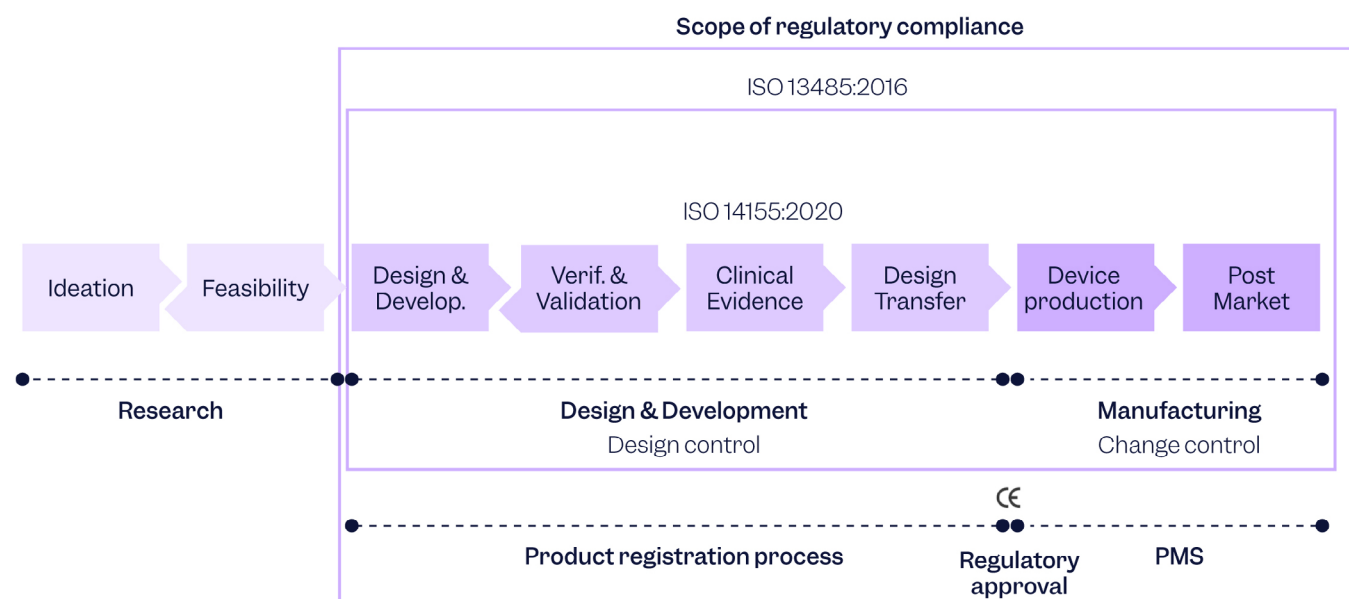 Scope of regulatory compliance
ISO 13485:2016
ISO 14155:2020
Ideation
Feasibility
Design &
Develop.
Verif. &
Validation
Clinical
Evidence
Design
Transfer
Device
production
Post
Market
Research
Design & Development
Design control
Manufacturing
Change control
CE
Product registration process
Regulatory
approval
PMS